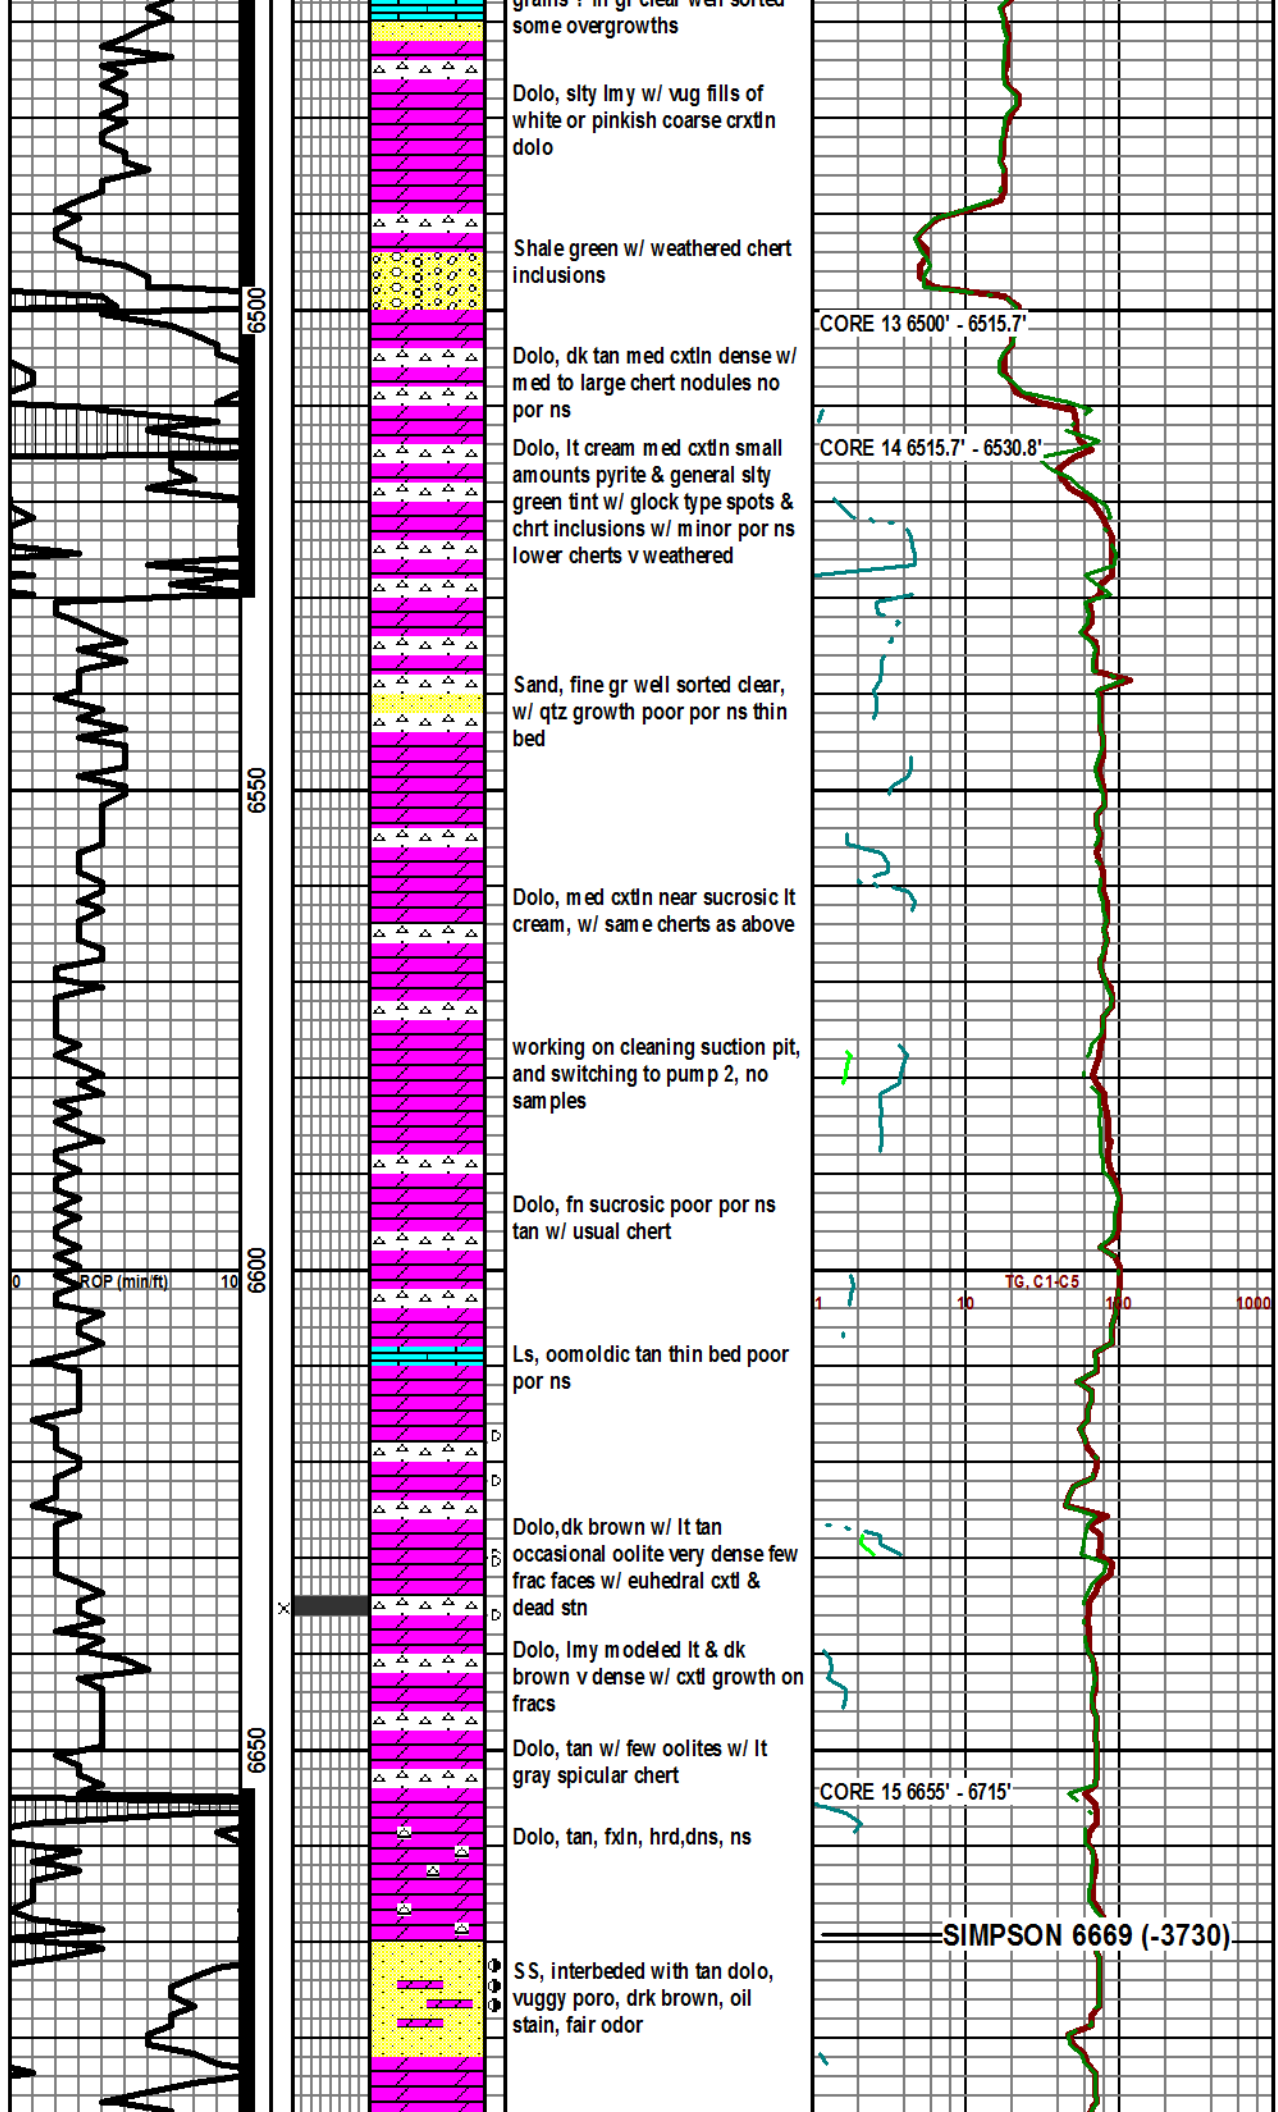 grains ? fn gr clear well sorted
some overgrowths
Dolo, slty lmy w/ vug fills of
white or pinkish coarse crxtln
dolo
Shale green w/ weathered chert
inclusions
6500
CORE 13 6500' - 6515.7'
Dolo, dk tan med cxtln dense w/
med to large chert nodules no
por ns
CORE 14 6515.7' - 6530.8'
Dolo, lt cream med cxtln small
amounts pyrite & general slty
green tint w/ glock type spots &
chrt inclusions w/ minor por ns
lower cherts v weathered
Sand, fine gr well sorted clear,
w/ qtz growth poor por ns thin
bed
6550
Dolo, med cxtln near sucrosic lt
cream, w/ same cherts as above
working on cleaning suction pit,
and switching to pump 2, no
samples
Dolo, fn sucrosic poor por ns
tan w/ usual chert
6600
0 ROP (min/ft) 10
TG, C1-C5
1 10 100 1000
Ls, oomoldic tan thin bed poor
por ns
D
D
Dolo,dk brown w/ lt tan
occasional oolite very dense few
frac faces w/ euhedral cxtl &
dead stn
D
Dolo, lmy modeled lt & dk
brown v dense w/ cxtl growth on
fracs
6650
Dolo, tan w/ few oolites w/ lt
gray spicular chert
CORE 15 6655' - 6715'
Dolo, tan, fxln, hrd,dns, ns
SIMPSON 6669 (-3730)
SS, interbeded with tan dolo,
vuggy poro, drk brown, oil
stain, fair odor